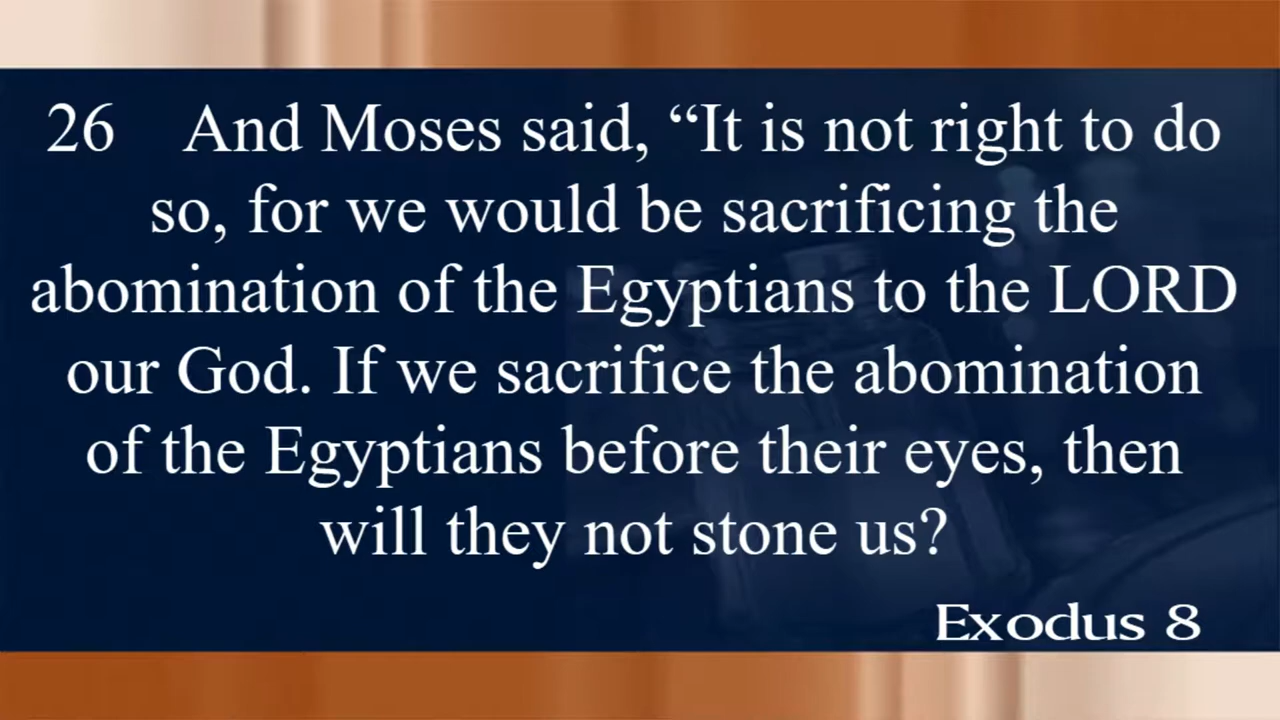 26 And Moses said, “It is not right to do
so, for we would be sacrificing the
abomination of the Egyptians to the LORD
our God. If we sacrifice the abomination
of the Egyptians before their eyes, then
will they not stone us?
Exodus 8